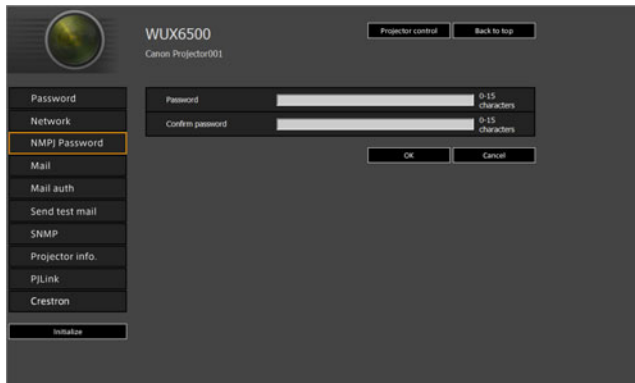 WUX6500
Canon Projector001
Projector control
Back to top
Password
Network
NMPJ Password
Mail
Mail auth
Send test mail
SNMP
Projector info.
PJLink
Crestron
Initialize
Password 0-15 characters
Confirm password 0-15 characters
OK Cancel